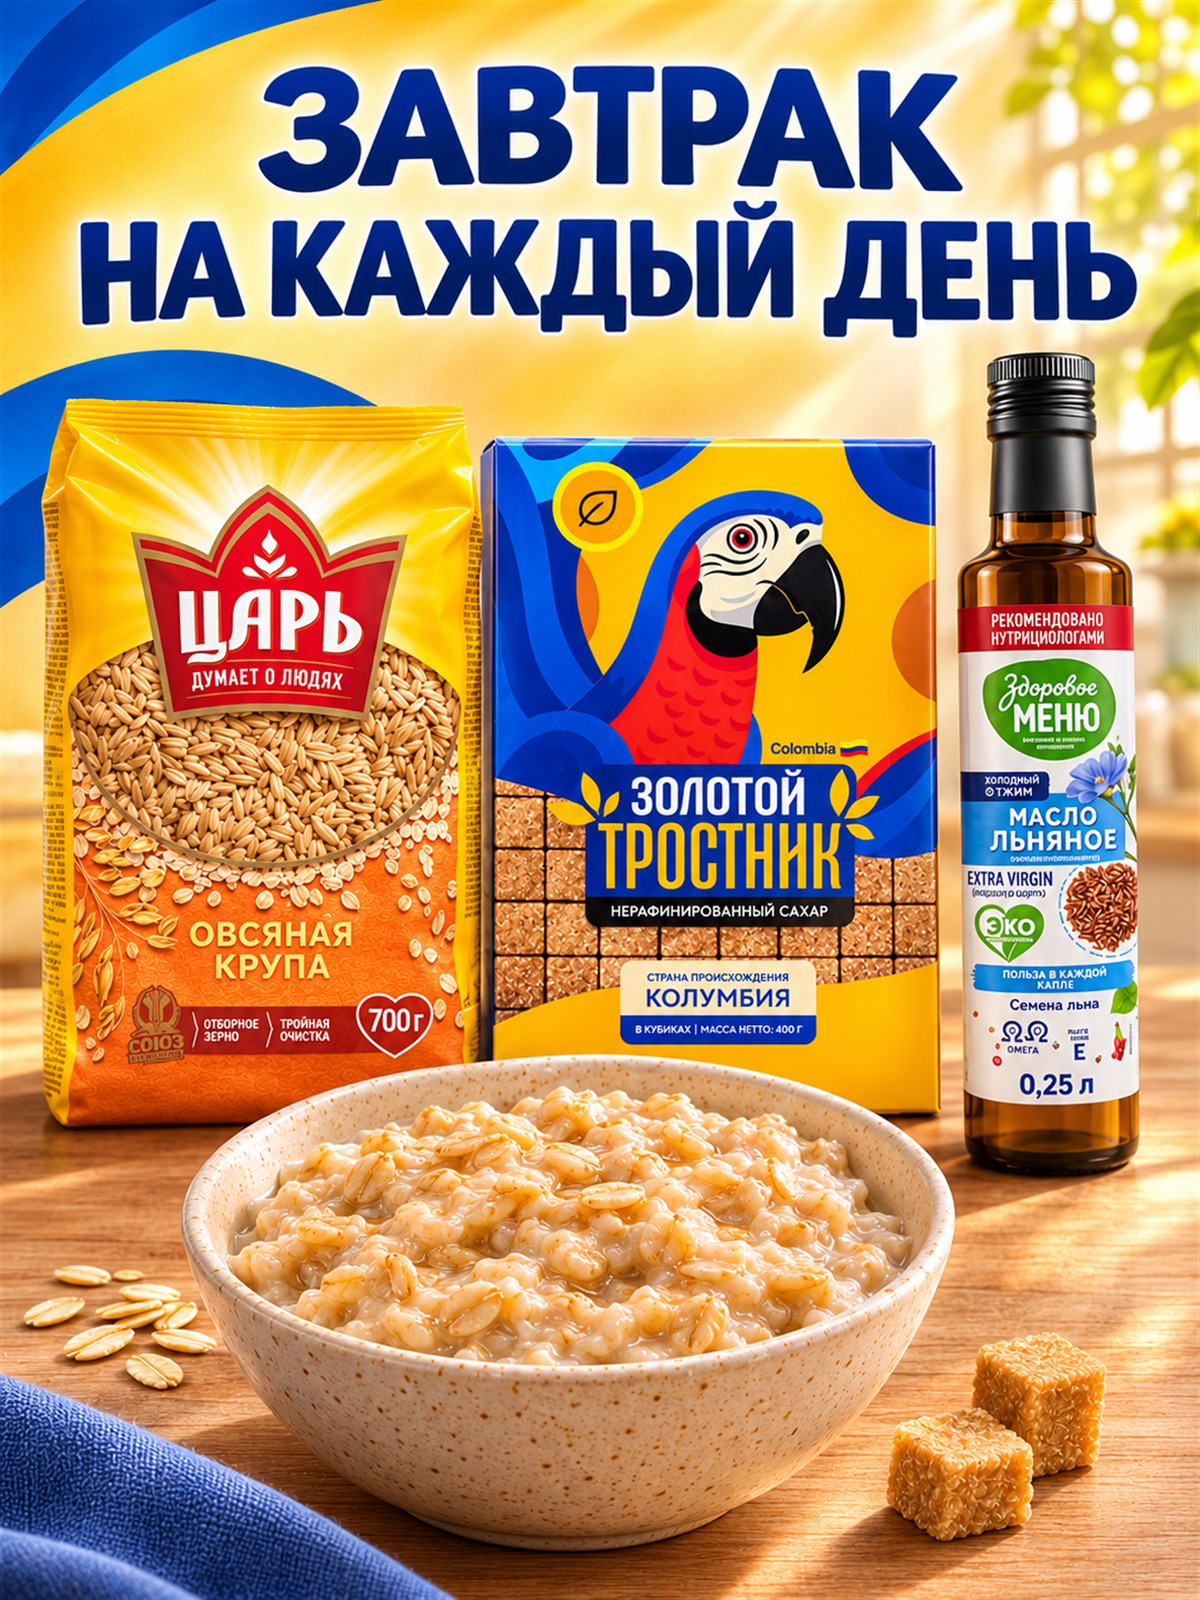 ЗАВТРАК
НА КАЖДЫЙ ДЕНЬ
ЦАРЬ
ДУМАЕТ О ЛЮДЯХ
ОВСЯНАЯ
КРУПА
СОЮЗ
ОТБОРНОЕ
ЗЕРНО
ТРОЙНАЯ
ОЧИСТКА
700 г
Colombia
ЗОЛОТОЙ
ТРОСТНИК
НЕРАФИНИРОВАННЫЙ САХАР
СТРАНА ПРОИСХОЖДЕНИЯ
КОЛУМБИЯ
В КУБИКАХ | МАССА НЕТТО: 400 Г
РЕКОМЕНДОВАНО
НУТРИЦИОЛОГАМИ
Здоровое
МЕНЮ
ХОЛОДНЫЙ
ОТЖИМ
МАСЛО
ЛЬНЯНОЕ
EXTRA VIRGIN
ЭКО
ПОЛЬЗА В КАЖДОЙ
КАПЛЕ
Семена льна
ОМЕГА
E
0,25 л